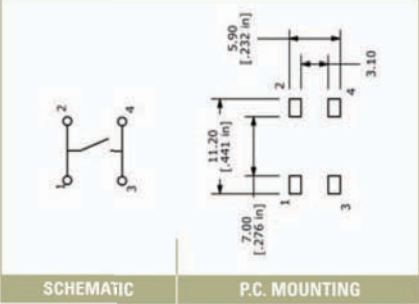 5.90
[.232 in]
3.10
2
4
2
4
11.20
[.441 in]
1
3
7.00
[.276 in]
1
3
SCHEMATIC
P.C. MOUNTING